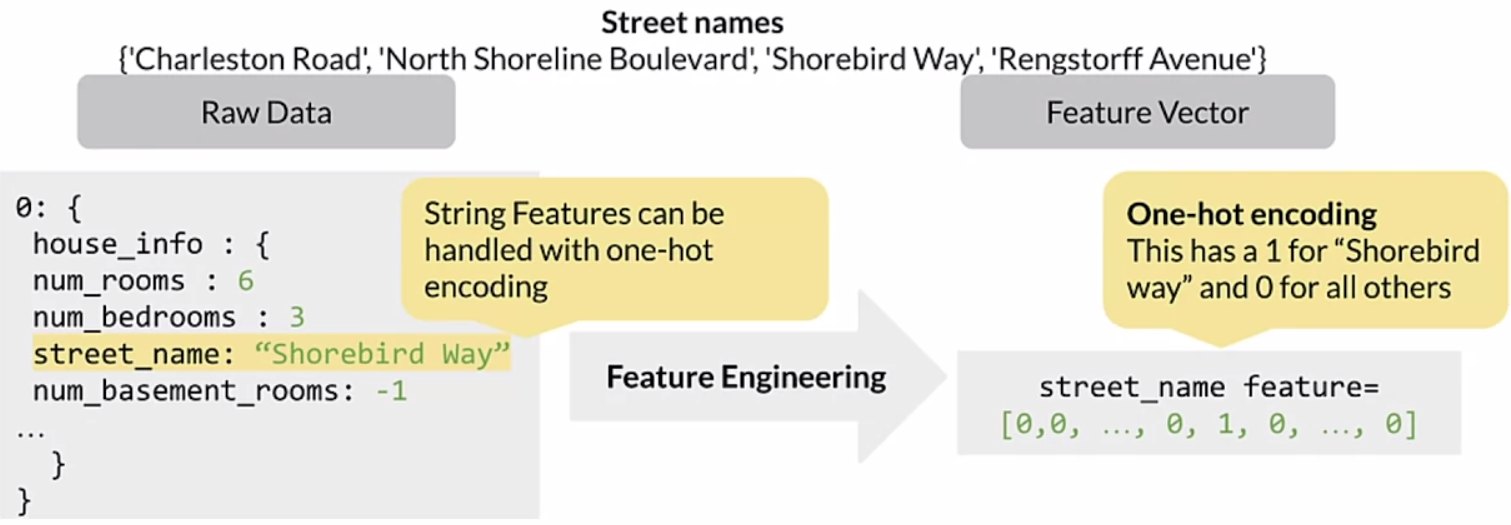 Street names
{'Charleston Road', 'North Shoreline Boulevard', 'Shorebird Way', 'Rengstorff Avenue'}
Raw Data
Feature Vector
0: {
house_info : {
num_rooms : 6
num_bedrooms : 3
street_name: “Shorebird Way”
num_basement_rooms: -1
...
}
}
String Features can be
handled with one-hot
encoding
Feature Engineering
One-hot encoding
This has a 1 for “Shorebird
way” and 0 for all others
street_name feature=
[0,0, ..., 0, 1, 0, ..., 0]